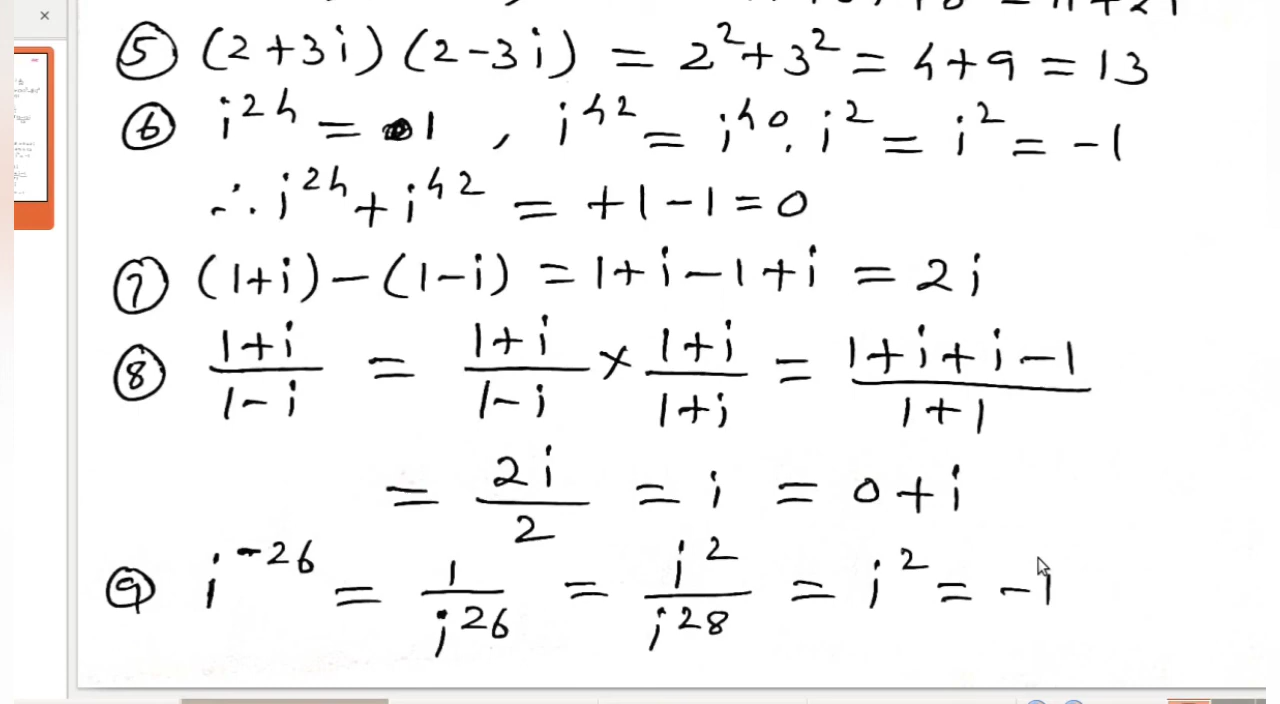 ⑤ (2+3i)(2-3i) = 2²+3² = 4+9 = 13
⑥ i²⁴ = 1 , i⁴² = i⁴⁰ . i² = i² = -1
∴ i²⁴ + i⁴² = +1-1 = 0
⑦ (1+i)-(1-i) = 1+i-1+i = 2i
⑧ (1+i)/(1-i) = (1+i)/(1-i) × (1+i)/(1+i) = (1+i+i-1)/(1+1)
= 2i/2 = i = 0+i
⑨ i⁻²⁶ = 1/i²⁶ = i²/i²⁸ = i² = -1